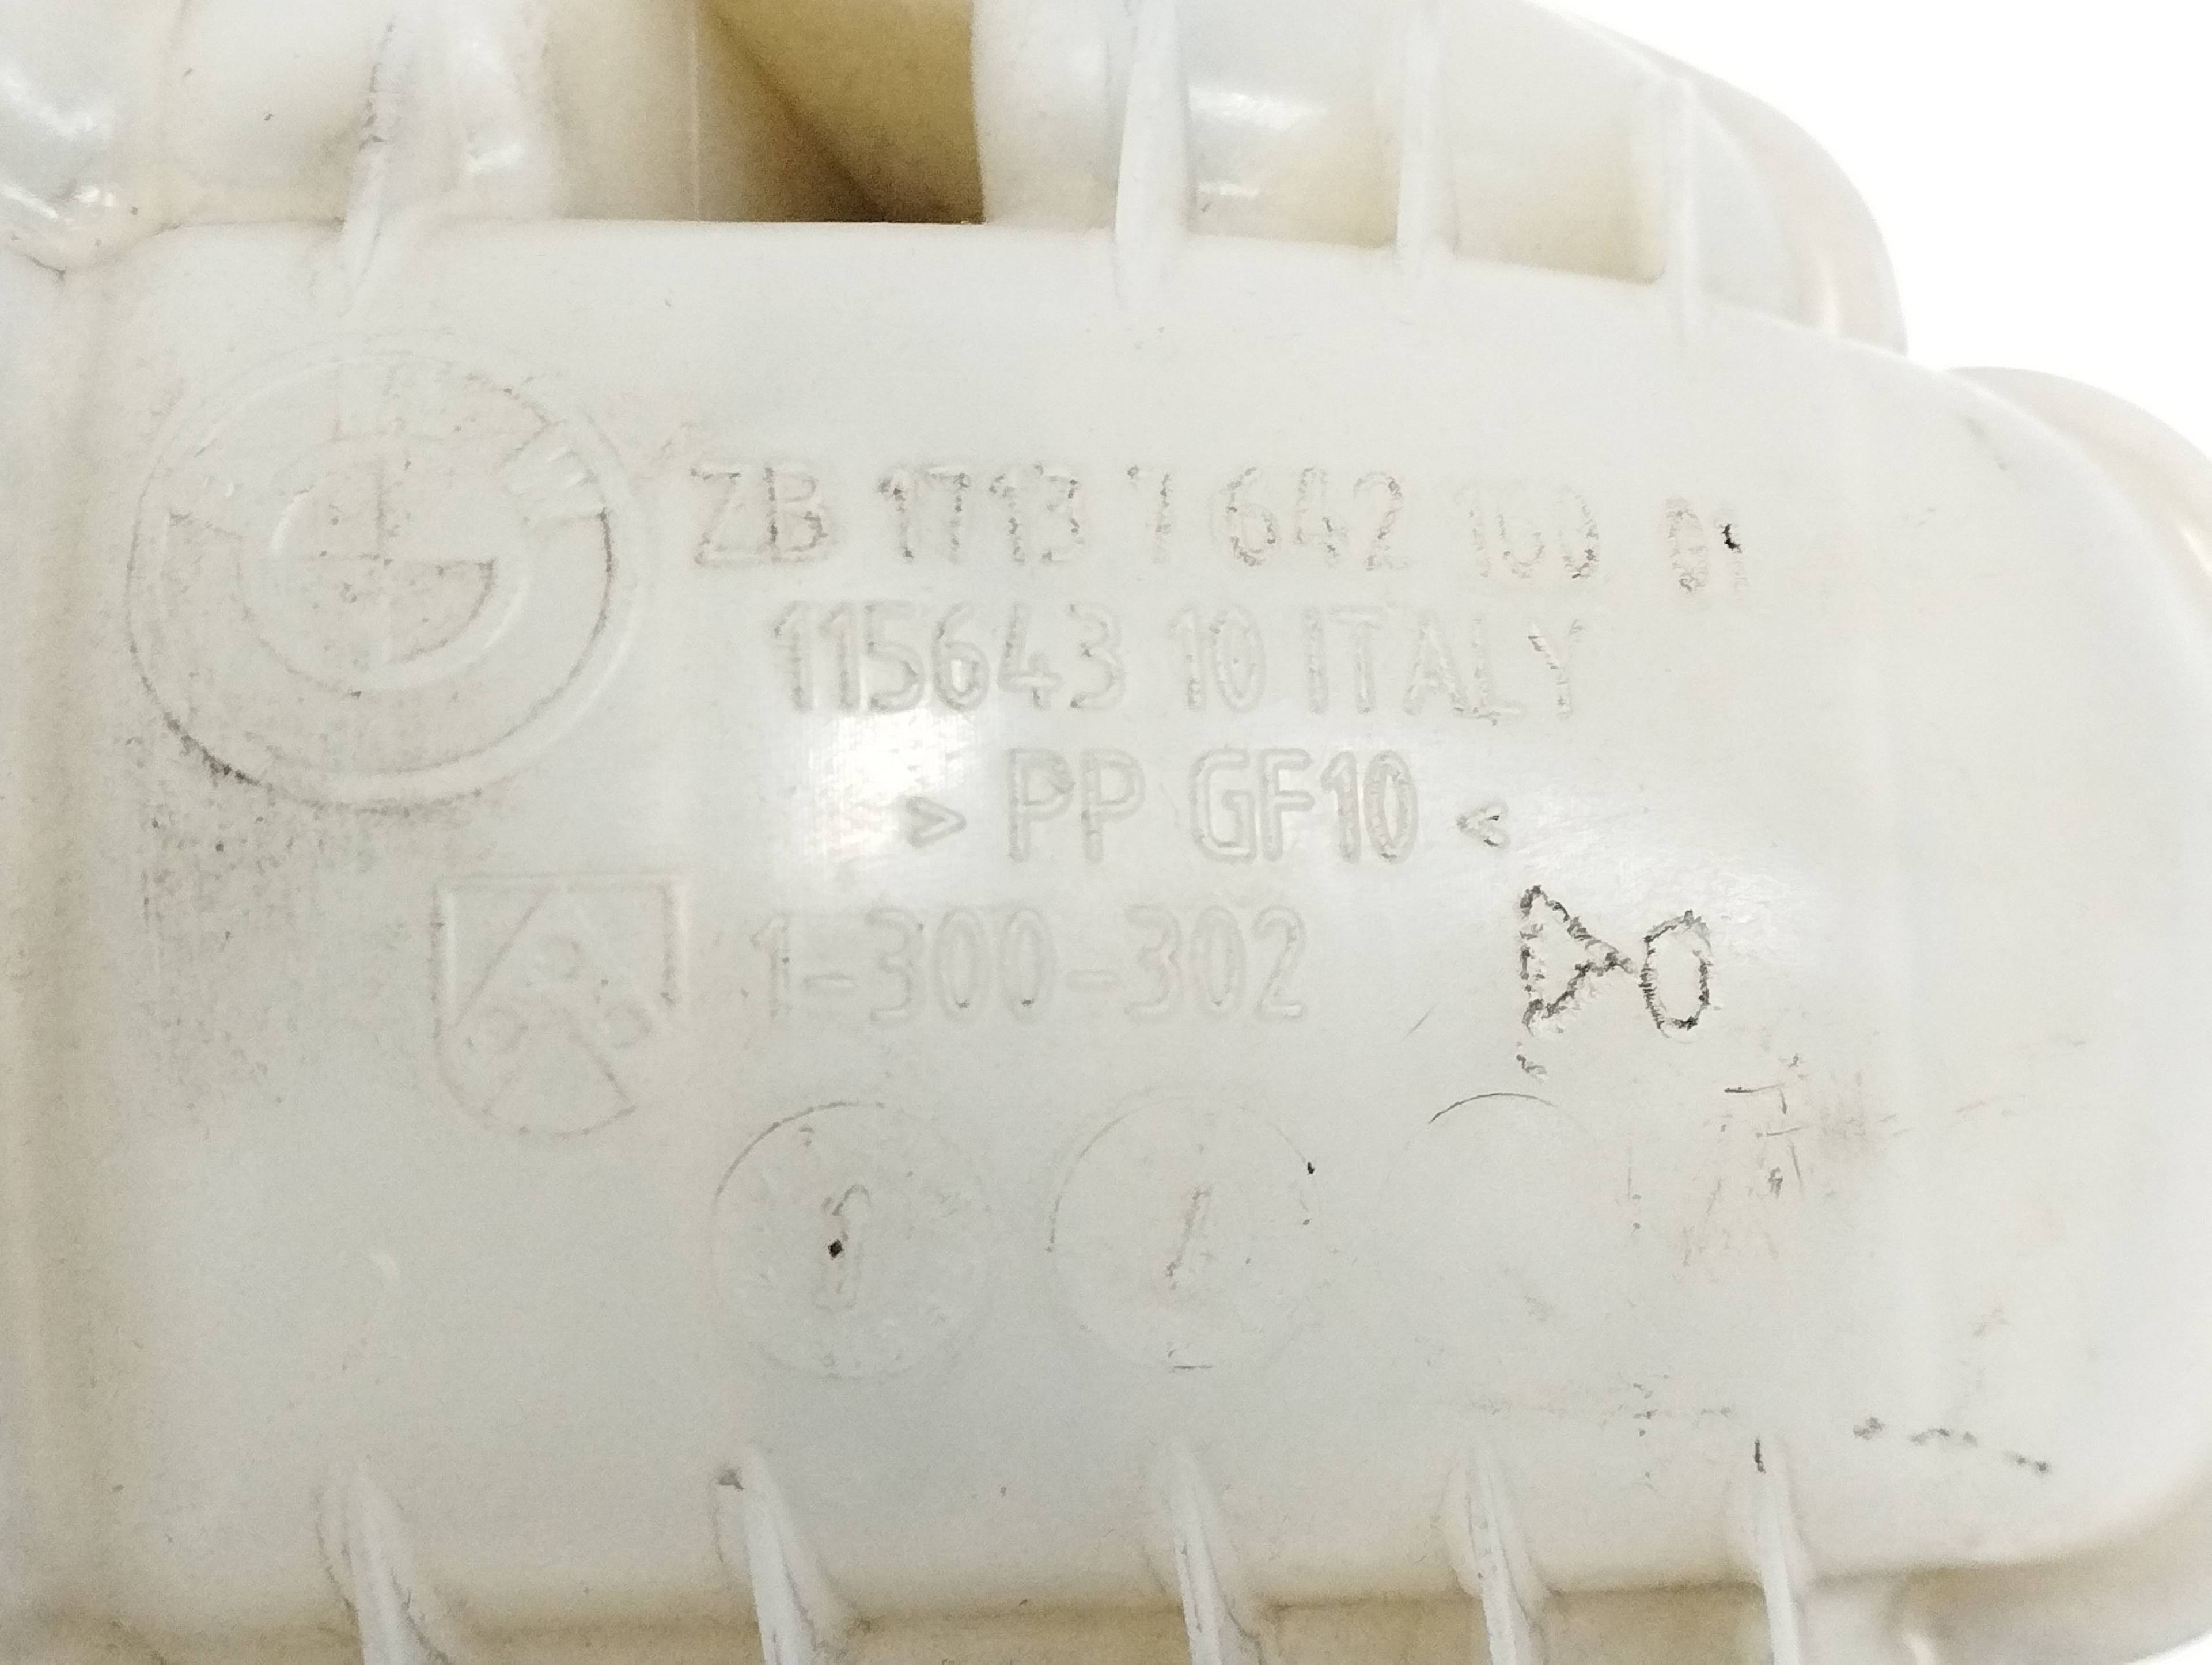 ZB 1713 7 642 160 01
115643 10 ITALY
> PP GF10 <
1-300-302